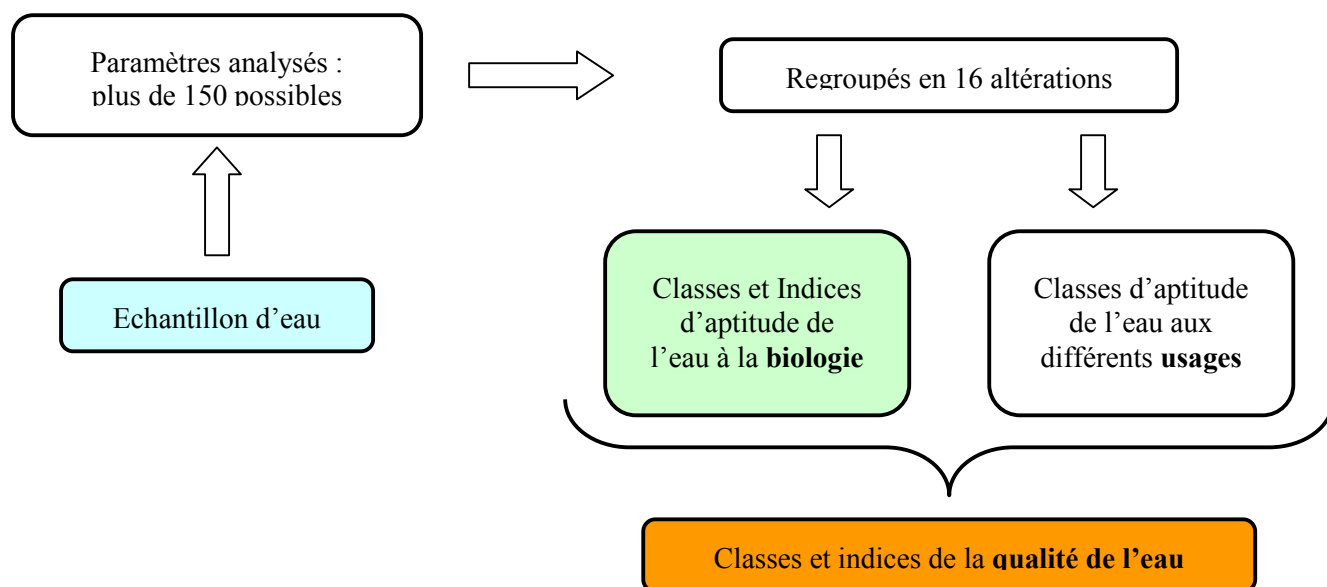 Paramètres analysés :
plus de 150 possibles
Regroupés en 16 altérations
Echantillon d’eau
Classes et Indices
d’aptitude de
l’eau à la biologie
Classes d’aptitude
de l’eau aux
différents usages
Classes et indices de la qualité de l’eau